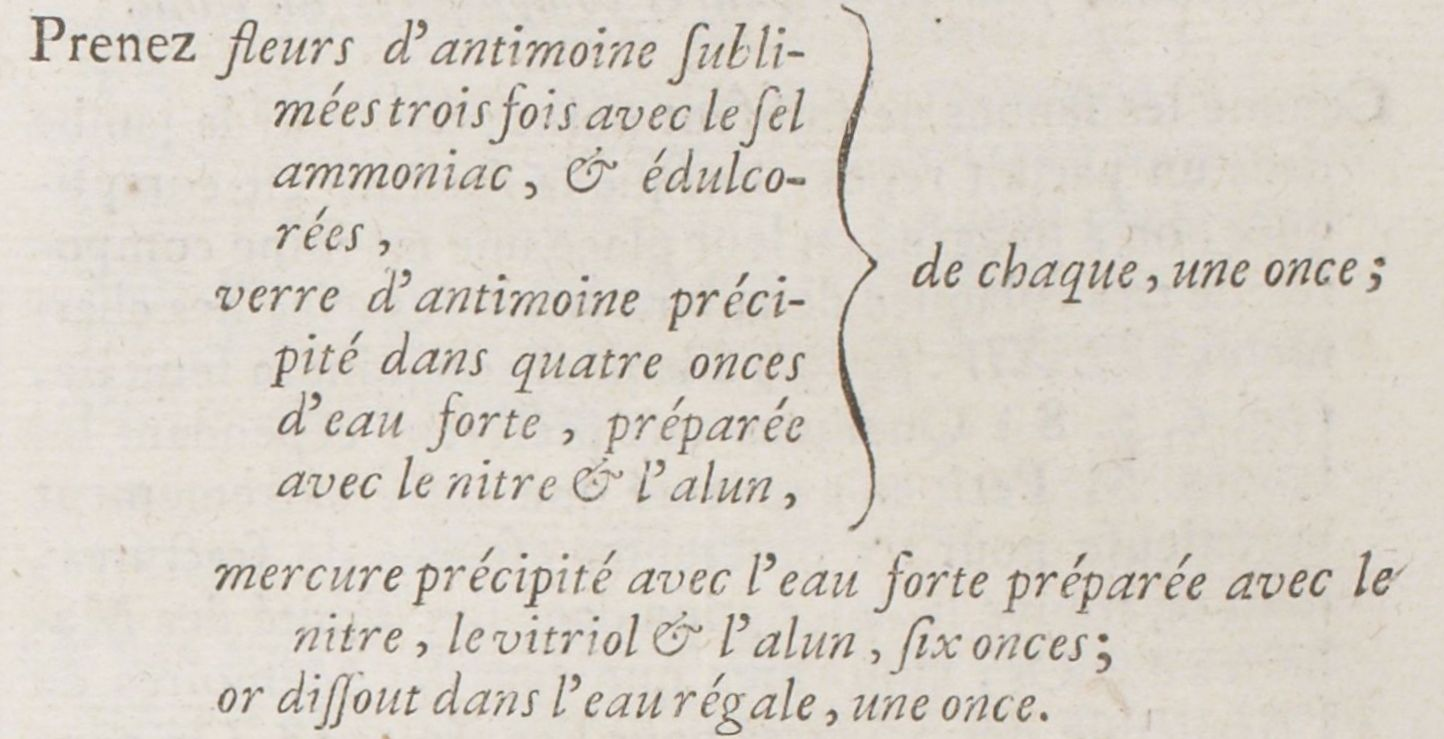 Prenez fleurs d'antimoine ſubli-
mées trois fois avec le ſel
ammoniac, & édulco-
rées,
verre d'antimoine préci-
pité dans quatre onces
d'eau forte, préparée
avec le nitre & l'alun,
de chaque, une once;
mercure précipité avec l'eau forte préparée avec le
nitre, le vitriol & l'alun, ſix onces;
or diſſout dans l'eau régale, une once.